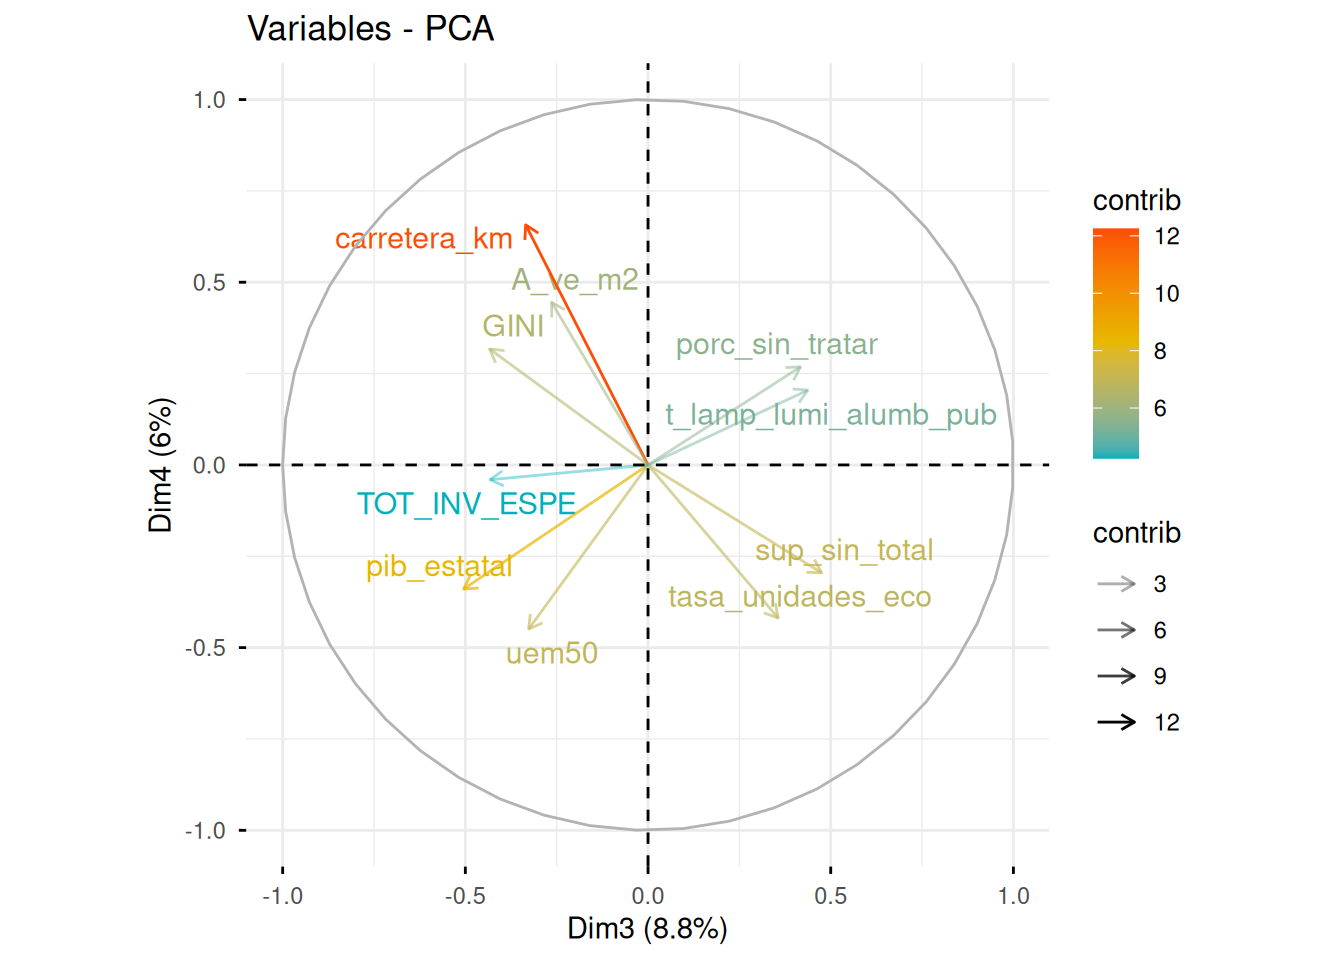 Variables - PCA
1.0
0.5
0.0
-0.5
-1.0
Dim4 (6%)
carretera_km
A_ve_m2
GINI
porc_sin_tratar
t_lamp_lumi_alumb_pub
TOT_INV_ESPE
pib_estatal
sup_sin_total
tasa_unidades_eco
uem50
-1.0
-0.5
0.0
0.5
1.0
Dim3 (8.8%)
contrib
12
10
8
6
contrib
3
6
9
12